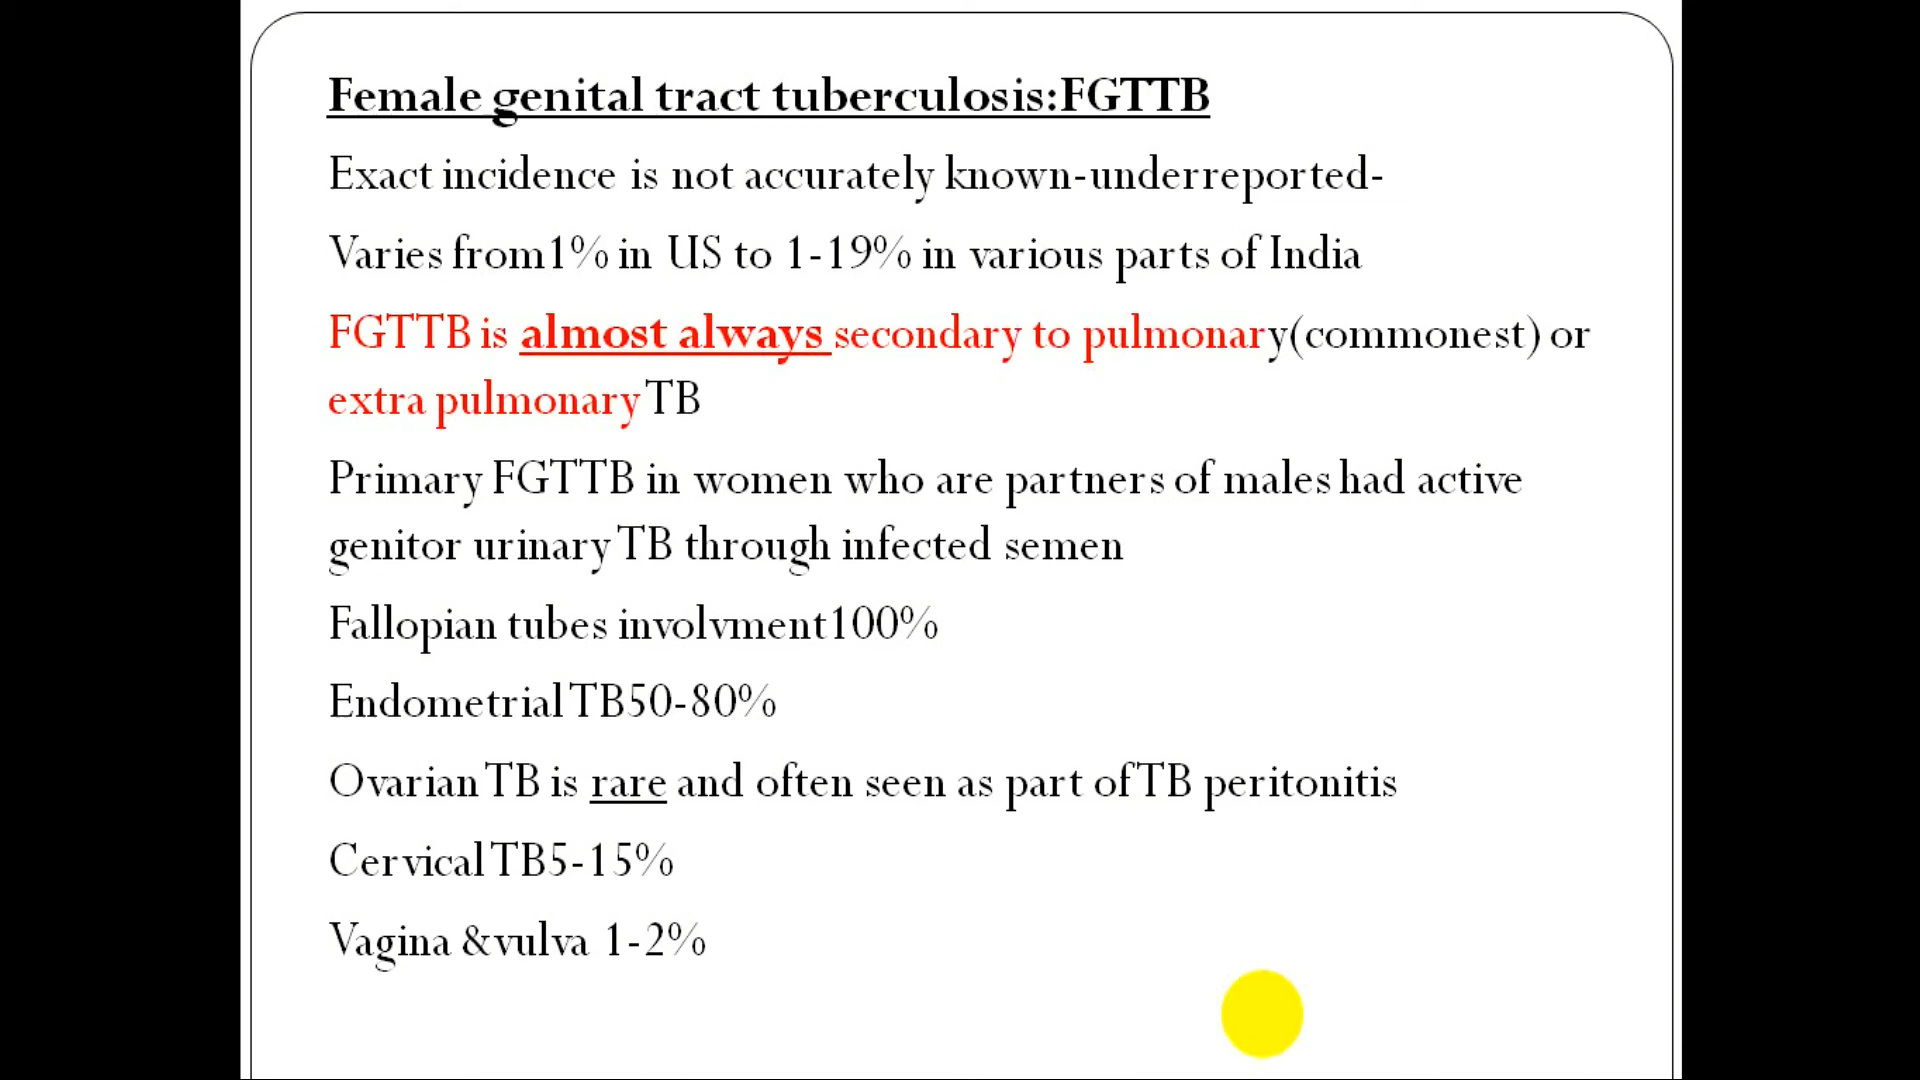 Female genital tract tuberculosis:FGTTB
Exact incidence is not accurately known-underreported-
Varies from1% in US to 1-19% in various parts of India
FGTTB is almost always secondary to pulmonary(commonest) or
extra pulmonary TB
Primary FGTTB in women who are partners of males had active
genitor urinary TB through infected semen
Fallopian tubes involvment100%
Endometrial TB50-80%
Ovarian TB is rare and often seen as part of TB peritonitis
Cervical TB5-15%
Vagina &vulva 1-2%